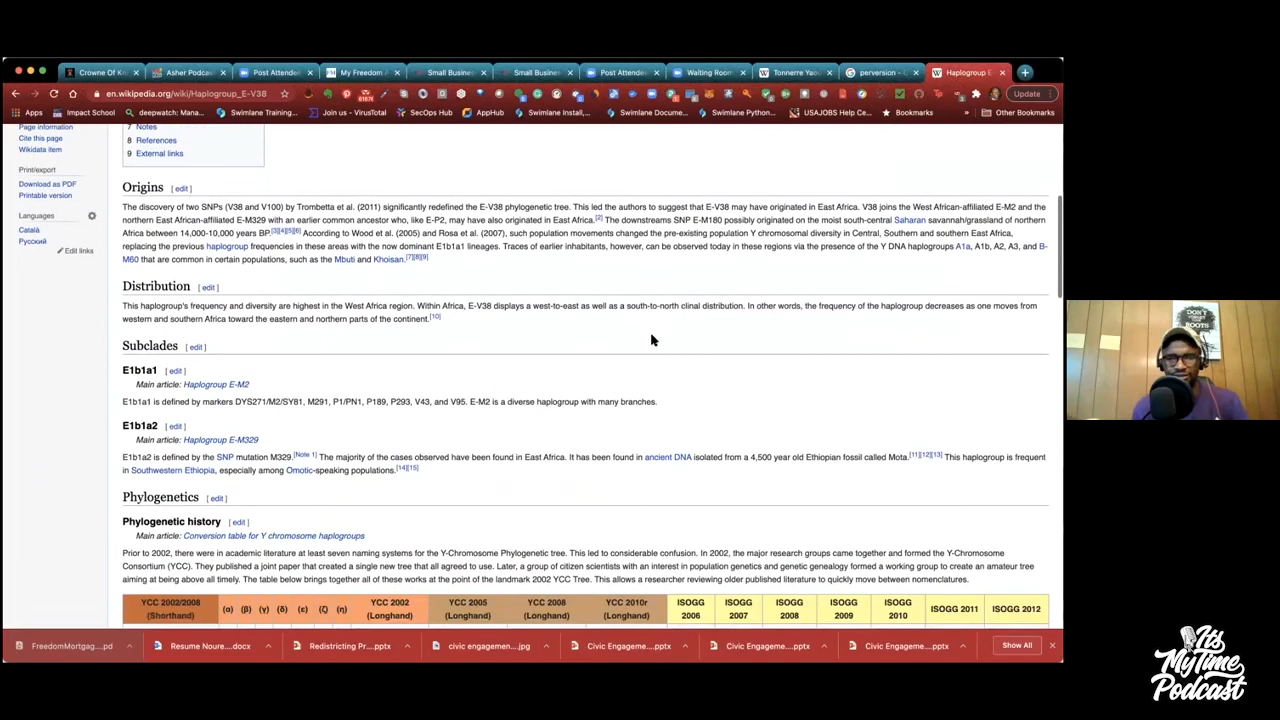 Crowne Of Kn
Asher Podcas
Post Attende
My Freedom
Small Busine
Small Busine
Post Attende
Waiting Room
Tonnerre Yaou
perversion -
Haplogroup E-
en.wikipedia.org/wiki/Haplogroup_E-V38
Update
Apps Impact School deepwatch: Mana... Swimlane Training... Join us - VirusTotal SecOps Hub AppHub Swimlane Install,... Swimlane Docume... Swimlane Python... USAJOBS Help Ce... Bookmarks » Other Bookmarks
Page information
Cite this page
Wikidata item
Print/export
Download as PDF
Printable version
Languages
Català
Русский
Edit links
7 Notes
8 References
9 External links
Origins [ edit ]
The discovery of two SNPs (V38 and V100) by Trombetta et al. (2011) significantly redefined the E-V38 phylogenetic tree. This led the authors to suggest that E-V38 may have originated in East Africa. V38 joins the West African-affiliated E-M2 and the
northern East African-affiliated E-M329 with an earlier common ancestor who, like E-P2, may have also originated in East Africa.[2] The downstreams SNP E-M180 possibly originated on the moist south-central Saharan savannah/grassland of northern
Africa between 14,000-10,000 years BP.[3][4][5][6] According to Wood et al. (2005) and Rosa et al. (2007), such population movements changed the pre-existing population Y chromosomal diversity in Central, Southern and southern East Africa,
replacing the previous haplogroup frequencies in these areas with the now dominant E1b1a1 lineages. Traces of earlier inhabitants, however, can be observed today in these regions via the presence of the Y DNA haplogroups A1a, A1b, A2, A3, and B-
M60 that are common in certain populations, such as the Mbuti and Khoisan.[7][8][9]
Distribution [ edit ]
This haplogroup's frequency and diversity are highest in the West Africa region. Within Africa, E-V38 displays a west-to-east as well as a south-to-north clinal distribution. In other words, the frequency of the haplogroup decreases as one moves from
western and southern Africa toward the eastern and northern parts of the continent.[10]
Subclades [ edit ]
E1b1a1 [ edit ]
Main article: Haplogroup E-M2
E1b1a1 is defined by markers DYS271/M2/SY81, M291, P1/PN1, P189, P293, V43, and V95. E-M2 is a diverse haplogroup with many branches.
E1b1a2 [ edit ]
Main article: Haplogroup E-M329
E1b1a2 is defined by the SNP mutation M329.[Note 1] The majority of the cases observed have been found in East Africa. It has been found in ancient DNA isolated from a 4,500 year old Ethiopian fossil called Mota.[11][12][13] This haplogroup is frequent
in Southwestern Ethiopia, especially among Omotic-speaking populations.[14][15]
Phylogenetics [ edit ]
Phylogenetic history [ edit ]
Main article: Conversion table for Y chromosome haplogroups
Prior to 2002, there were in academic literature at least seven naming systems for the Y-Chromosome Phylogenetic tree. This led to considerable confusion. In 2002, the major research groups came together and formed the Y-Chromosome
Consortium (YCC). They published a joint paper that created a single new tree that all agreed to use. Later, a group of citizen scientists with an interest in population genetics and genetic genealogy formed a working group to create an amateur tree
aiming at being above all timely. The table below brings together all of these works at the point of the landmark 2002 YCC Tree. This allows a researcher reviewing older published literature to quickly move between nomenclatures.
YCC 2002/2008 (Shorthand)
(α) (β) (γ) (δ) (ε) (ζ) (η)
YCC 2002 (Longhand)
YCC 2005 (Longhand)
YCC 2008 (Longhand)
YCC 2010r (Longhand)
ISOGG 2006
ISOGG 2007
ISOGG 2008
ISOGG 2009
ISOGG 2010
ISOGG 2011
ISOGG 2012
FreedomMortgag....pd
Resume Noure....docx
Redistricting Pr....pptx
civic engagemen....jpg
Civic Engageme....pptx
Civic Engageme....pptx
Civic Engageme....pptx
Show All
DON'T
ROOTS
It's
My Time
Podcast